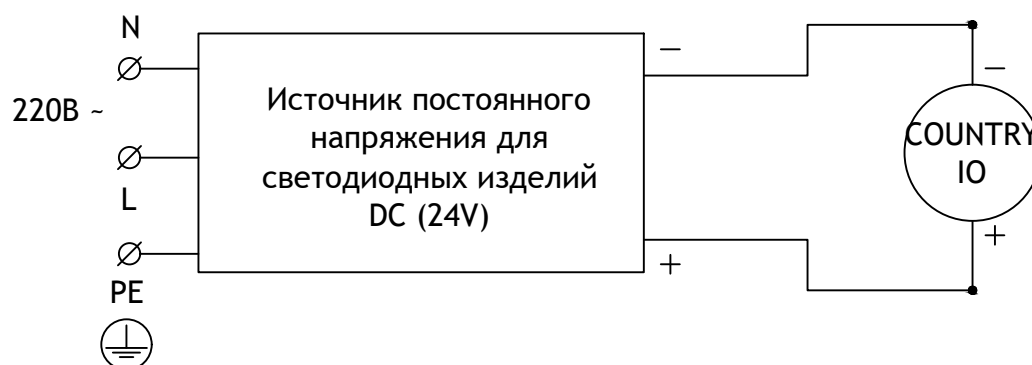 N
220В ~
L
PE
Источник постоянного
напряжения для
светодиодных изделий
DC (24V)
−
+
−
COUNTRY
IO
+